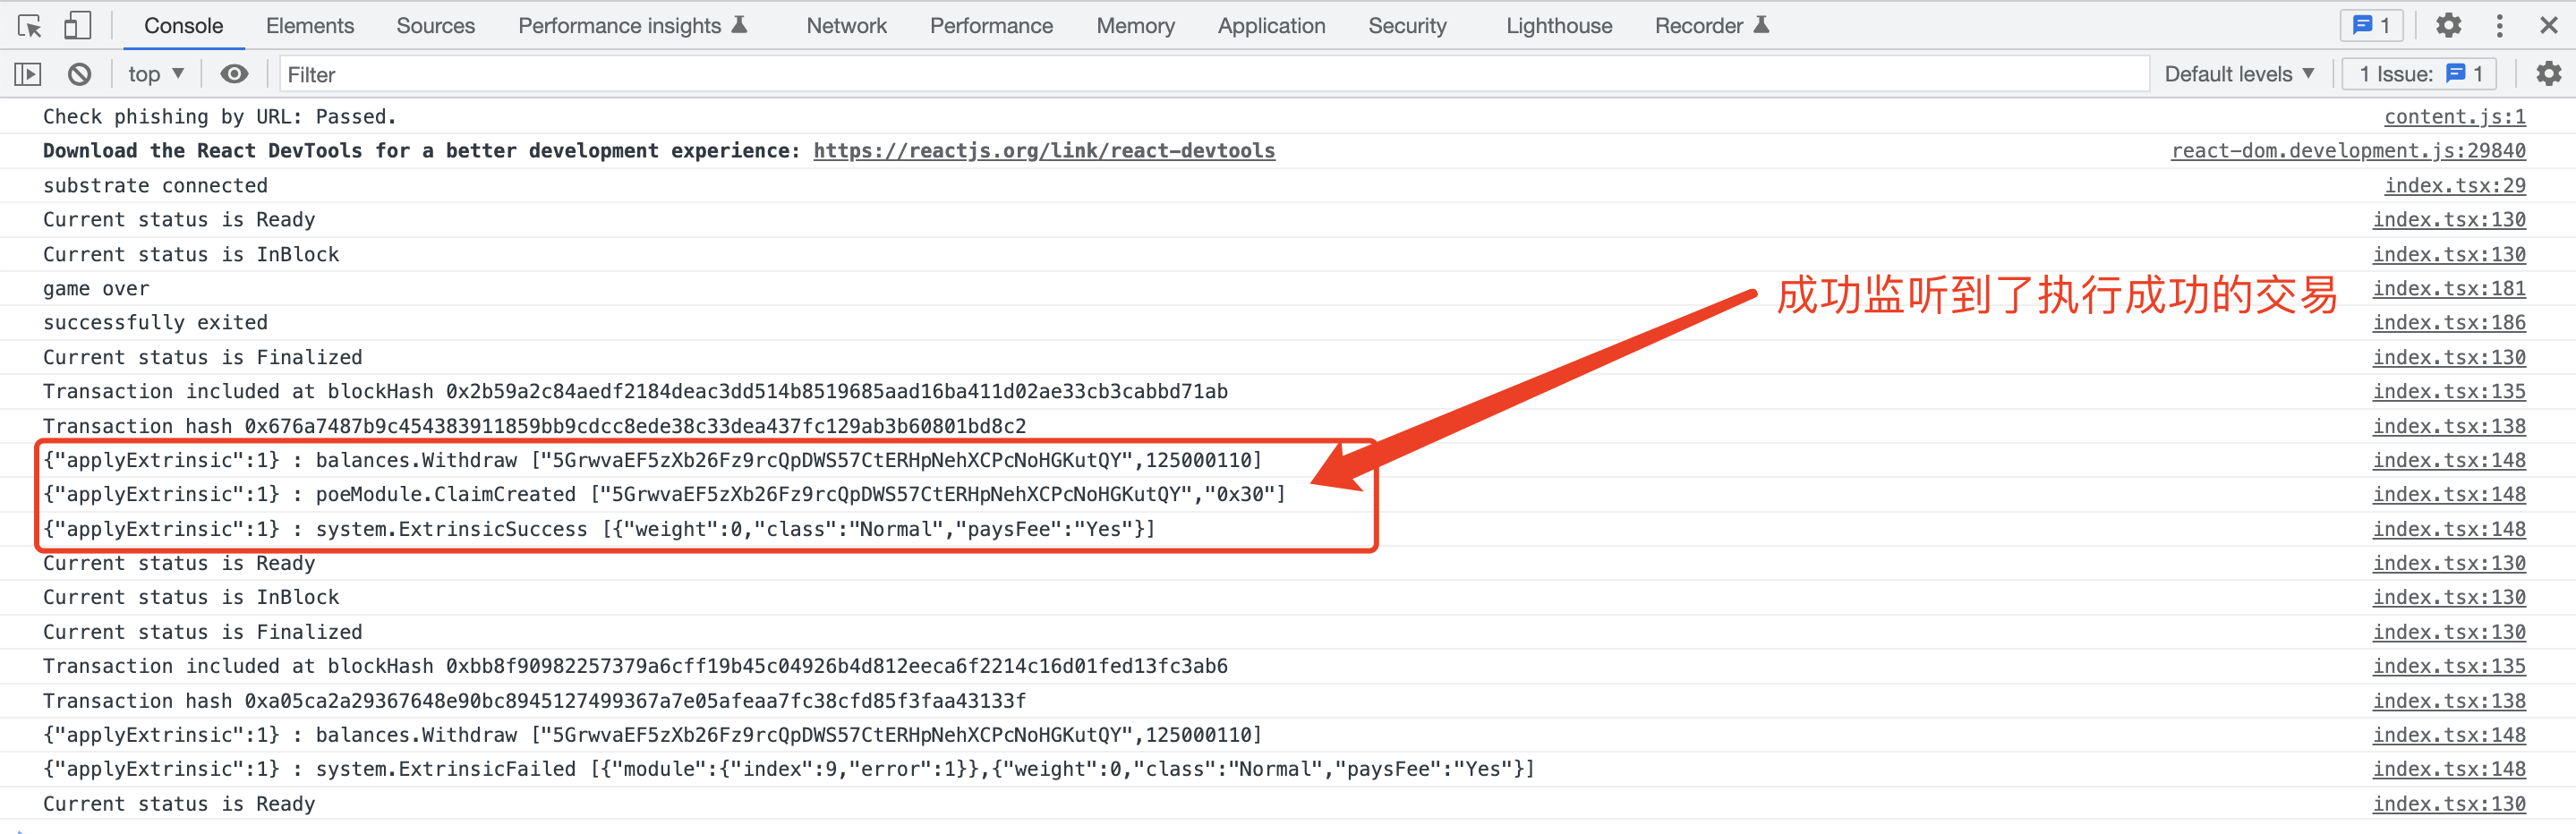 Console Elements Sources Performance insights Network Performance Memory Application Security Lighthouse Recorder 1
top Filter Default levels 1 Issue: 1
Check phishing by URL: Passed. content.js:1
Download the React DevTools for a better development experience: https://reactjs.org/link/react-devtools react-dom.development.js:29840
substrate connected index.tsx:29
Current status is Ready index.tsx:130
Current status is InBlock index.tsx:130
game over index.tsx:181
成功监听到了执行成功的交易
successfully exited index.tsx:186
Current status is Finalized index.tsx:130
Transaction included at blockHash 0x2b59a2c84aedf2184deac3dd514b8519685aad16ba411d02ae33cb3cabbd71ab index.tsx:135
Transaction hash 0x676a7487b9c454383911859bb9cdcc8ede38c33dea437fc129ab3b60801bd8c2 index.tsx:138
{"applyExtrinsic":1} : balances.Withdraw ["5GrwvaEF5zXb26Fz9rcQpDWS57CtERHpNehXCPcNoHGKutQY",125000110] index.tsx:148
{"applyExtrinsic":1} : poeModule.ClaimCreated ["5GrwvaEF5zXb26Fz9rcQpDWS57CtERHpNehXCPcNoHGKutQY","0x30"] index.tsx:148
{"applyExtrinsic":1} : system.ExtrinsicSuccess [{"weight":0,"class":"Normal","paysFee":"Yes"}] index.tsx:148
Current status is Ready index.tsx:130
Current status is InBlock index.tsx:130
Current status is Finalized index.tsx:130
Transaction included at blockHash 0xbb8f90982257379a6cff19b45c04926b4d812eeca6f2214c16d01fed13fc3ab6 index.tsx:135
Transaction hash 0xa05ca2a29367648e90bc8945127499367a7e05afeaa7fc38cfd85f3faa43133f index.tsx:138
{"applyExtrinsic":1} : balances.Withdraw ["5GrwvaEF5zXb26Fz9rcQpDWS57CtERHpNehXCPcNoHGKutQY",125000110] index.tsx:148
{"applyExtrinsic":1} : system.ExtrinsicFailed [{"module":{"index":9,"error":1}},{"weight":0,"class":"Normal","paysFee":"Yes"}] index.tsx:148
Current status is Ready index.tsx:130